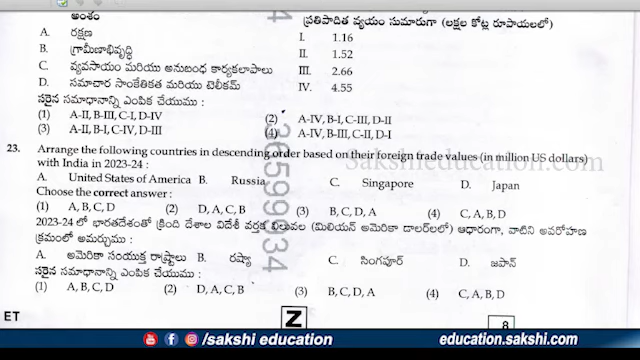 అంశం
ప్రతిపాదిత వ్యయం సుమారుగా (లక్షల కోట్ల రూపాయలలో)
A. రక్షణ I. 1.16
B. గ్రామీణాభివృద్ధి II. 1.52
C. వ్యవసాయం మరియు అనుబంధ కార్యకలాపాలు III. 2.66
D. సమాచార సాంకేతికత మరియు టెలీకమ్ IV. 4.55
సరైన సమాధానాన్ని ఎంపిక చేయుము :
(1) A-II, B-III, C-I, D-IV (2) A-IV, B-I, C-III, D-II
(3) A-II, B-I, C-IV, D-III (4) A-IV, B-III, C-II, D-I
23. Arrange the following countries in descending order based on their foreign trade values (in million US dollars)
with India in 2023-24 :
A. United States of America B. Russia C. Singapore D. Japan
Choose the correct answer :
(1) A, B, C, D (2) D, A, C, B (3) B, C, D, A (4) C, A, B, D
2023-24 లో భారతదేశంతో క్రింది దేశాల విదేశీ వర్తక విలువల (మిలియన్ అమెరికా డాలర్‌లలో) ఆధారంగా, వాటిని అవరోహణ
క్రమంలో అమర్చుము :
A. అమెరికా సంయుక్త రాష్ట్రాలు B. రష్యా C. సింగపూర్ D. జపాన్
సరైన సమాధానాన్ని ఎంపిక చేయుము :
(1) A, B, C, D (2) D, A, C, B (3) B, C, D, A (4) C, A, B, D
36599934
Sakshieducation.com
ET Z 8
/sakshi education education.sakshi.com